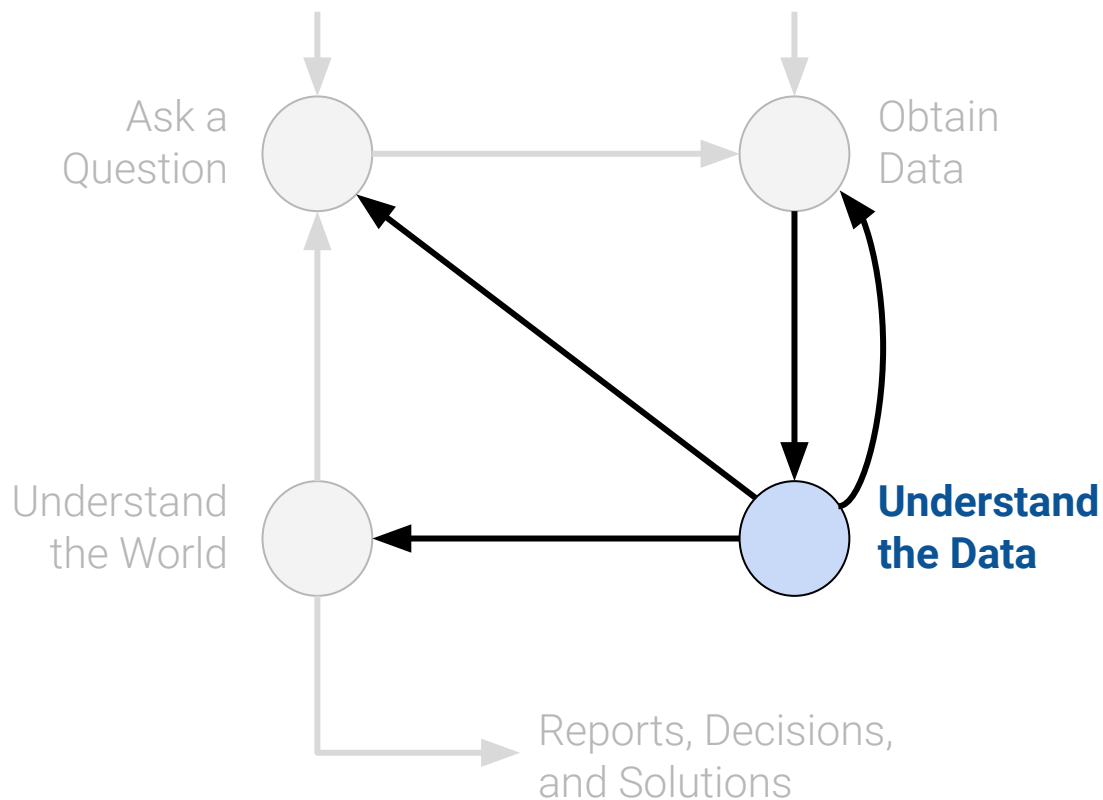 Ask a
Question
Obtain
Data
Understand
the World
Understand
the Data
Reports, Decisions,
and Solutions